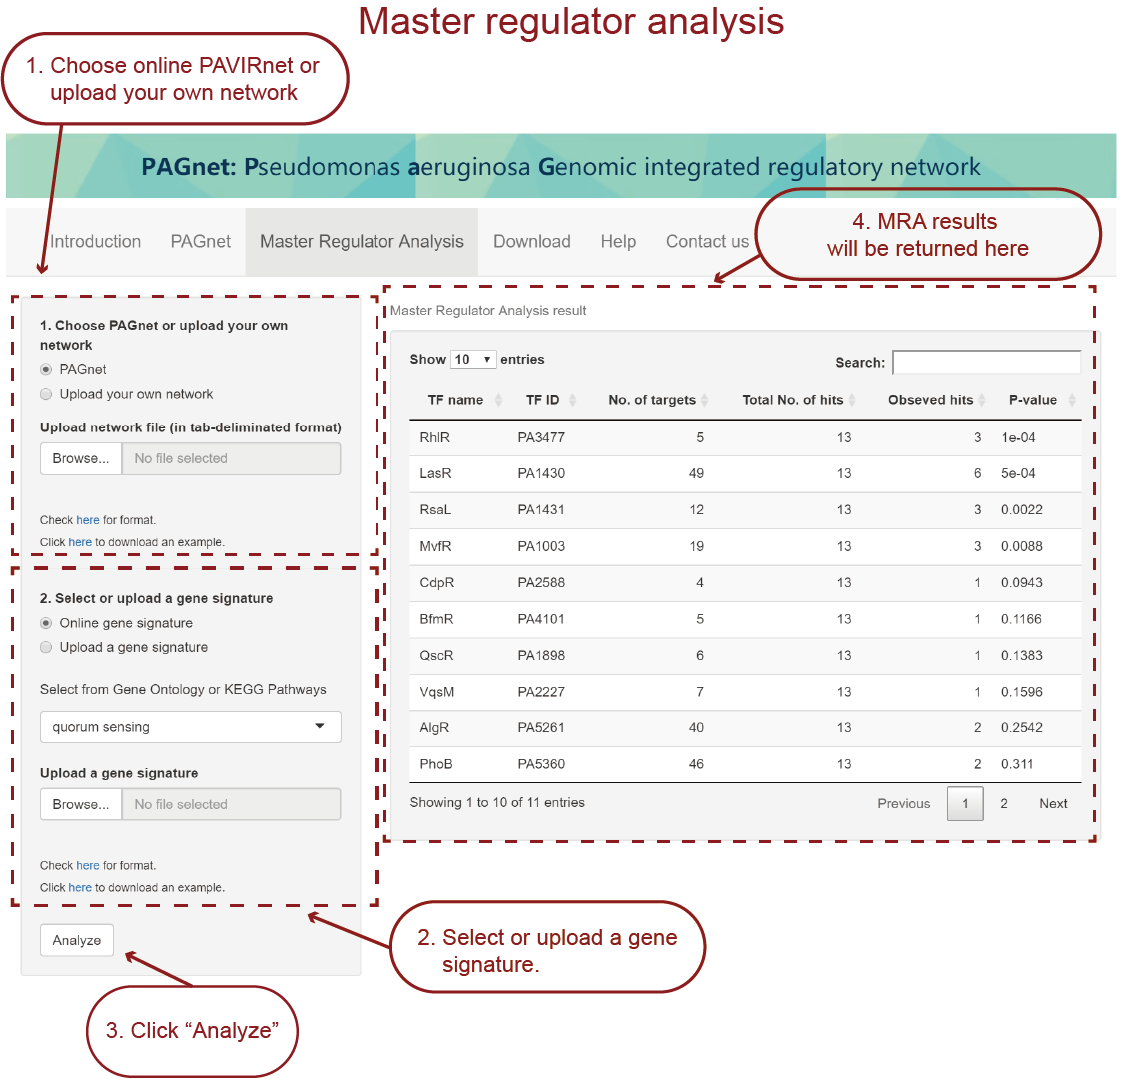 Master regulator analysis
1. Choose online PAVIRnet or
upload your own network
PAGnet: Pseudomonas aeruginosa Genomic integrated regulatory network
Introduction PAGnet Master Regulator Analysis Download Help Contact us
4. MRA results
will be returned here
1. Choose PAGnet or upload your own
network
PAGnet
Upload your own network
Upload network file (in tab-deliminated format)
Browse... No file selected
Check here for format.
Click here to download an example.
2. Select or upload a gene signature
Online gene signature
Upload a gene signature
Select from Gene Ontology or KEGG Pathways
quorum sensing
Upload a gene signature
Browse... No file selected
Check here for format.
Click here to download an example.
Analyze
Master Regulator Analysis result
Show 10 entries Search:
TF name TF ID No. of targets Total No. of hits Obseved hits P-value
RhlR PA3477 5 13 3 1e-04
LasR PA1430 49 13 6 5e-04
RsaL PA1431 12 13 3 0.0022
MvfR PA1003 19 13 3 0.0088
CdpR PA2588 4 13 1 0.0943
BfmR PA4101 5 13 1 0.1166
QscR PA1898 6 13 1 0.1383
VqsM PA2227 7 13 1 0.1596
AlgR PA5261 40 13 2 0.2542
PhoB PA5360 46 13 2 0.311
Showing 1 to 10 of 11 entries Previous 1 2 Next
2. Select or upload a gene
signature.
3. Click “Analyze”